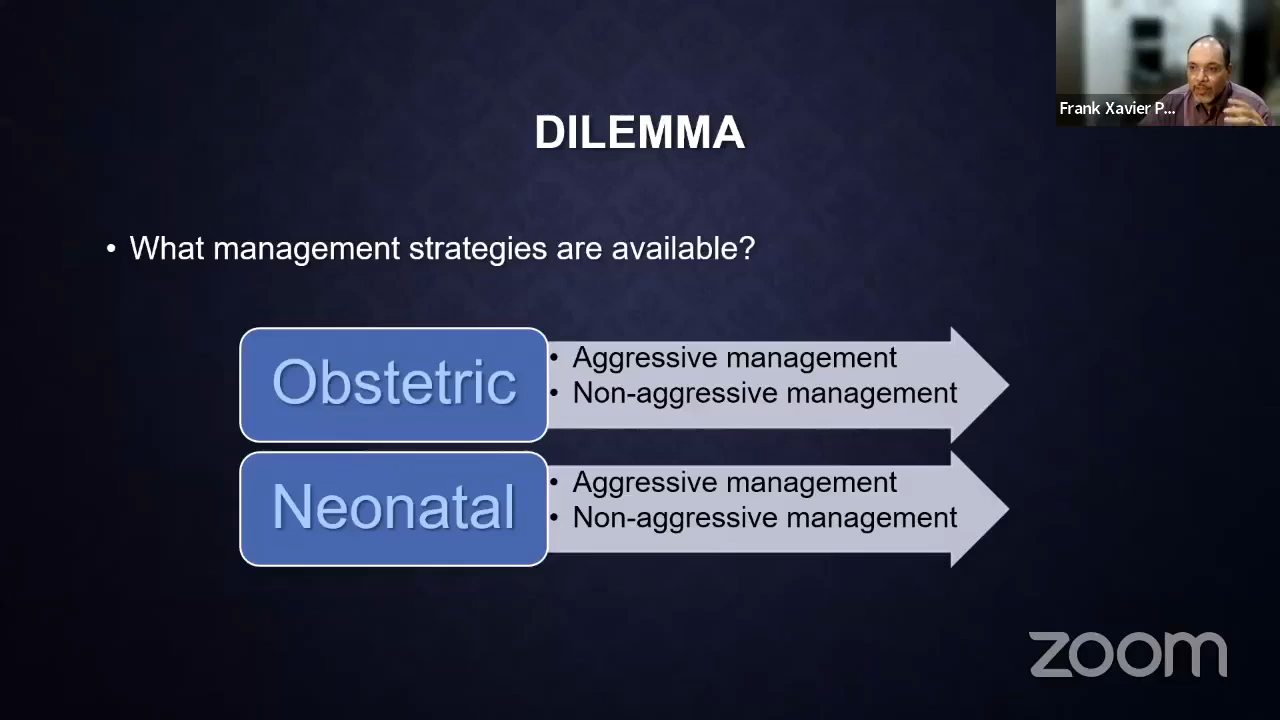 Frank Xavier P...
DILEMMA
• What management strategies are available?
Obstetric
• Aggressive management
• Non-aggressive management
Neonatal
• Aggressive management
• Non-aggressive management
zoom